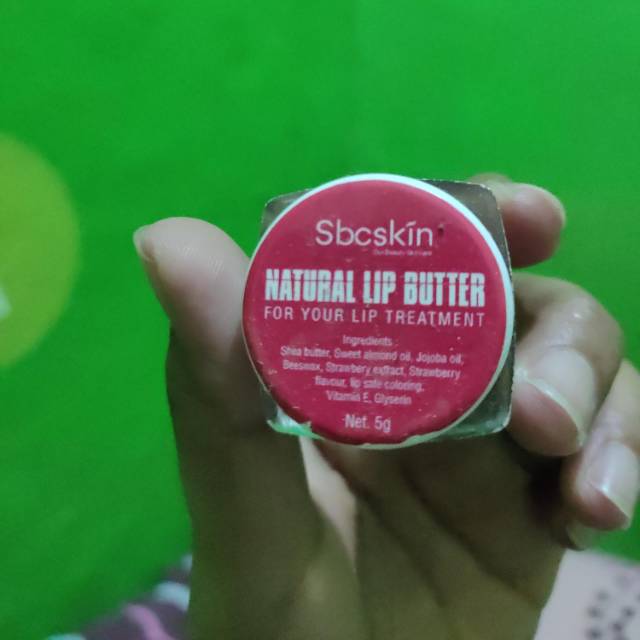 Sbcskin
NATURAL LIP BUTTER
FOR YOUR LIP TREATMENT
Ingredients :
Shea butter, Sweet almond oil, Jojoba oil,
Beeswax, Strawbery extract, Strawberry
flavour, lip safe coloring,
Vitamin E, Glyserin
Net. 5g